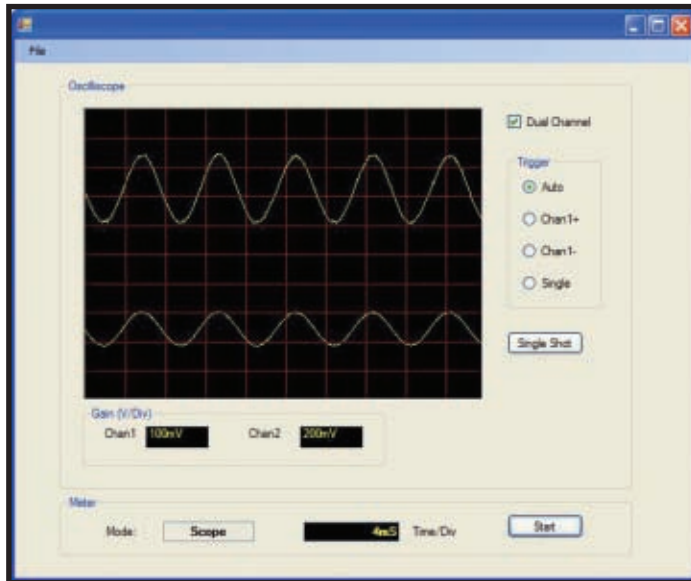 File
Oscilloscope
Dual Channel
Trigger
Auto
Chan1+
Chan1-
Single
Single Shot
Gain (V/Div)
Chan1 100mV Chan2 200mV
Meter
Mode: Scope 4mS Time/Div Start